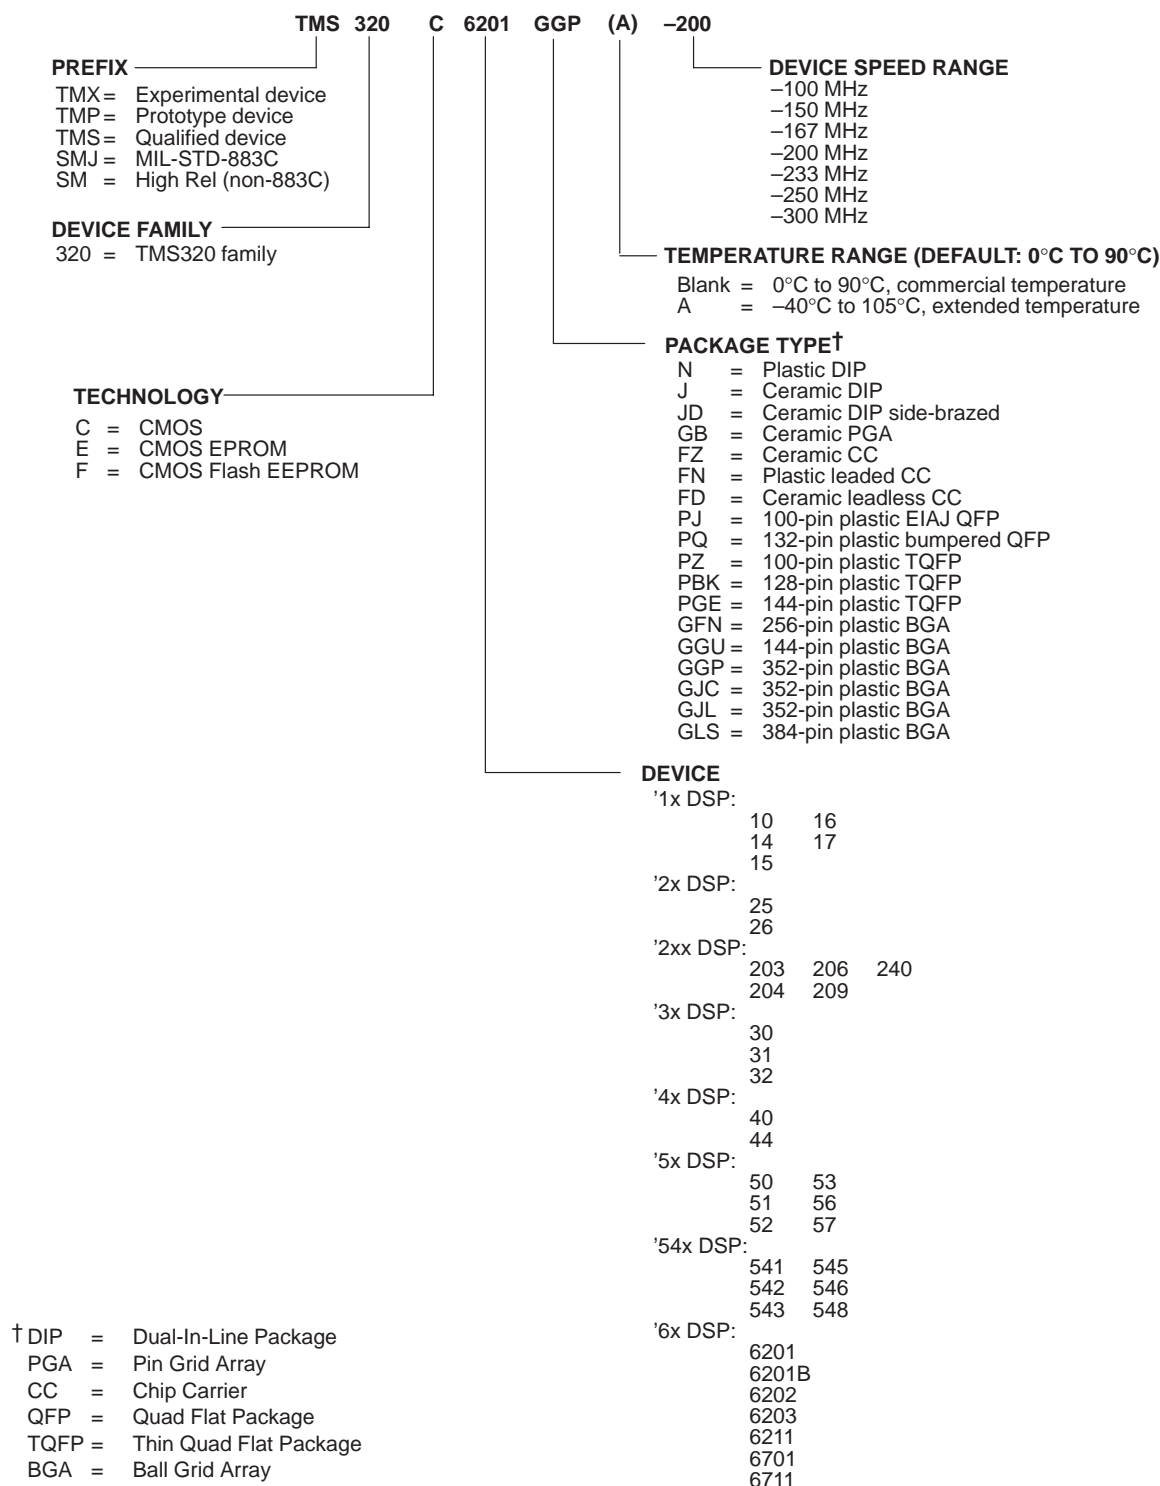 TMS 320 C 6201 GGP (A) –200
PREFIX
TMX = Experimental device
TMP = Prototype device
TMS = Qualified device
SMJ = MIL-STD-883C
SM = High Rel (non-883C)
DEVICE SPEED RANGE
–100 MHz
–150 MHz
–167 MHz
–200 MHz
–233 MHz
–250 MHz
–300 MHz
DEVICE FAMILY
320 = TMS320 family
TEMPERATURE RANGE (DEFAULT: 0°C TO 90°C)
Blank = 0°C to 90°C, commercial temperature
A = –40°C to 105°C, extended temperature
PACKAGE TYPE†
N = Plastic DIP
J = Ceramic DIP
JD = Ceramic DIP side-brazed
GB = Ceramic PGA
FZ = Ceramic CC
FN = Plastic leaded CC
FD = Ceramic leadless CC
PJ = 100-pin plastic EIAJ QFP
PQ = 132-pin plastic bumpered QFP
PZ = 100-pin plastic TQFP
PBK = 128-pin plastic TQFP
PGE = 144-pin plastic TQFP
GFN = 256-pin plastic BGA
GGU = 144-pin plastic BGA
GGP = 352-pin plastic BGA
GJC = 352-pin plastic BGA
GJL = 352-pin plastic BGA
GLS = 384-pin plastic BGA
TECHNOLOGY
C = CMOS
E = CMOS EPROM
F = CMOS Flash EEPROM
DEVICE
'1x DSP:
10 16
14 17
15
'2x DSP:
25
26
'2xx DSP:
203 206 240
204 209
'3x DSP:
30
31
32
'4x DSP:
40
44
'5x DSP:
50 53
51 56
52 57
'54x DSP:
541 545
542 546
543 548
'6x DSP:
6201
6201B
6202
6203
6211
6701
6711
† DIP = Dual-In-Line Package
PGA = Pin Grid Array
CC = Chip Carrier
QFP = Quad Flat Package
TQFP = Thin Quad Flat Package
BGA = Ball Grid Array